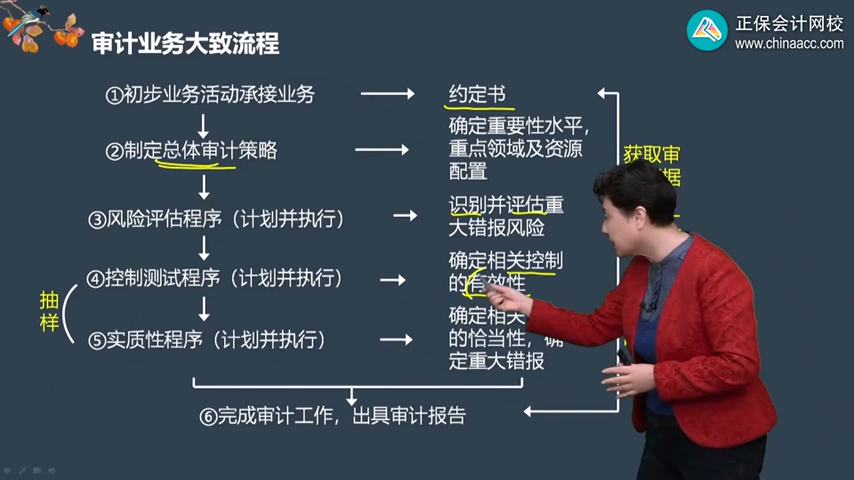 审计业务大致流程
正保会计网校
www.chinaacc.com
①初步业务活动承接业务
约定书
②制定总体审计策略
确定重要性水平，
重点领域及资源
配置
获取审
据
③风险评估程序（计划并执行）
识别并评估重
大错报风险
④控制测试程序（计划并执行）
确定相关控制
的有效性
抽
样
⑤实质性程序（计划并执行）
确定相关
的恰当性，确
定重大错报
⑥完成审计工作，出具审计报告